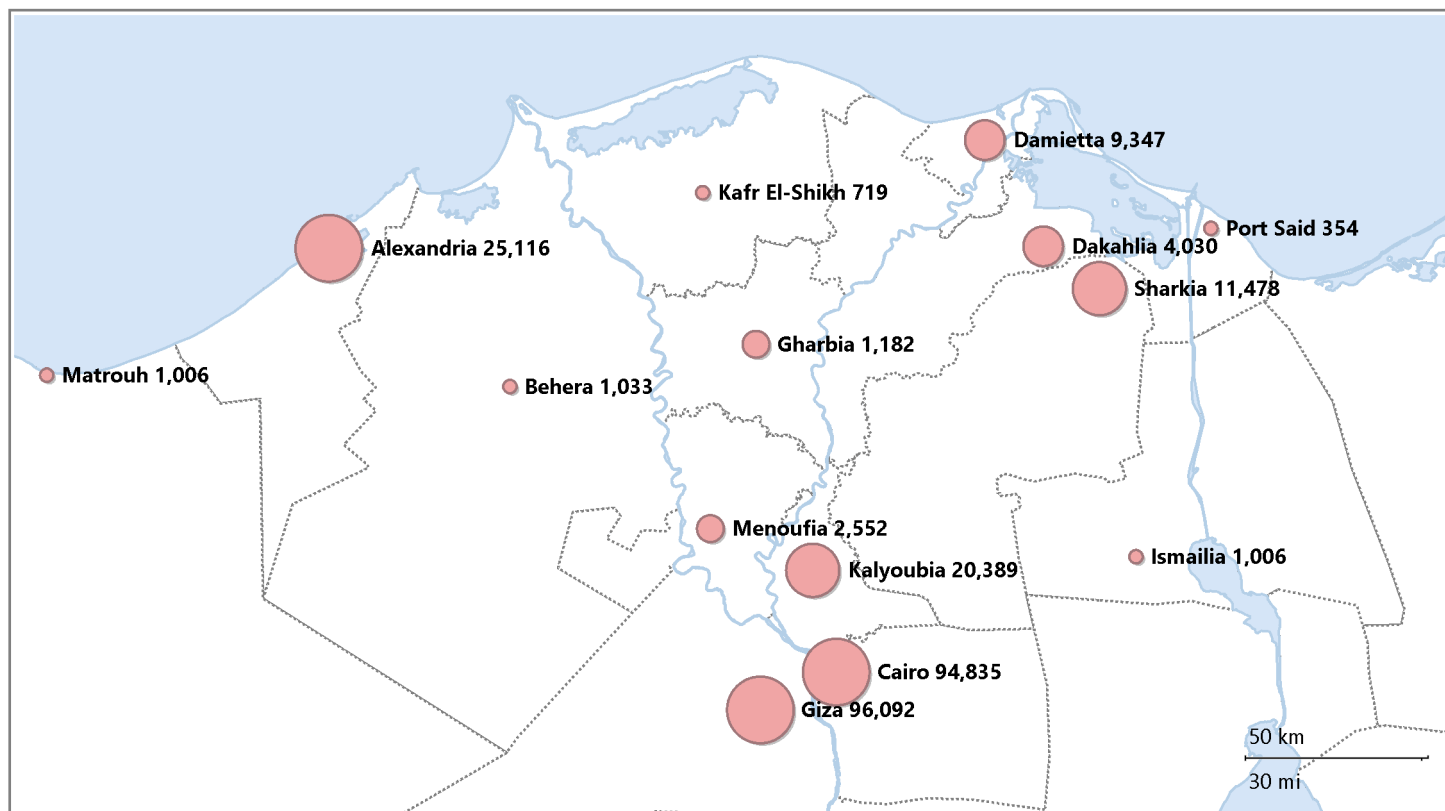 Damietta 9,347
Kafr El-Shikh 719
Port Said 354
Alexandria 25,116
Dakahlia 4,030
Sharkia 11,478
Gharbia 1,182
Matrouh 1,006
Behera 1,033
Menoufia 2,552
Kalyoubia 20,389
Ismailia 1,006
Cairo 94,835
Giza 96,092
50 km
30 mi